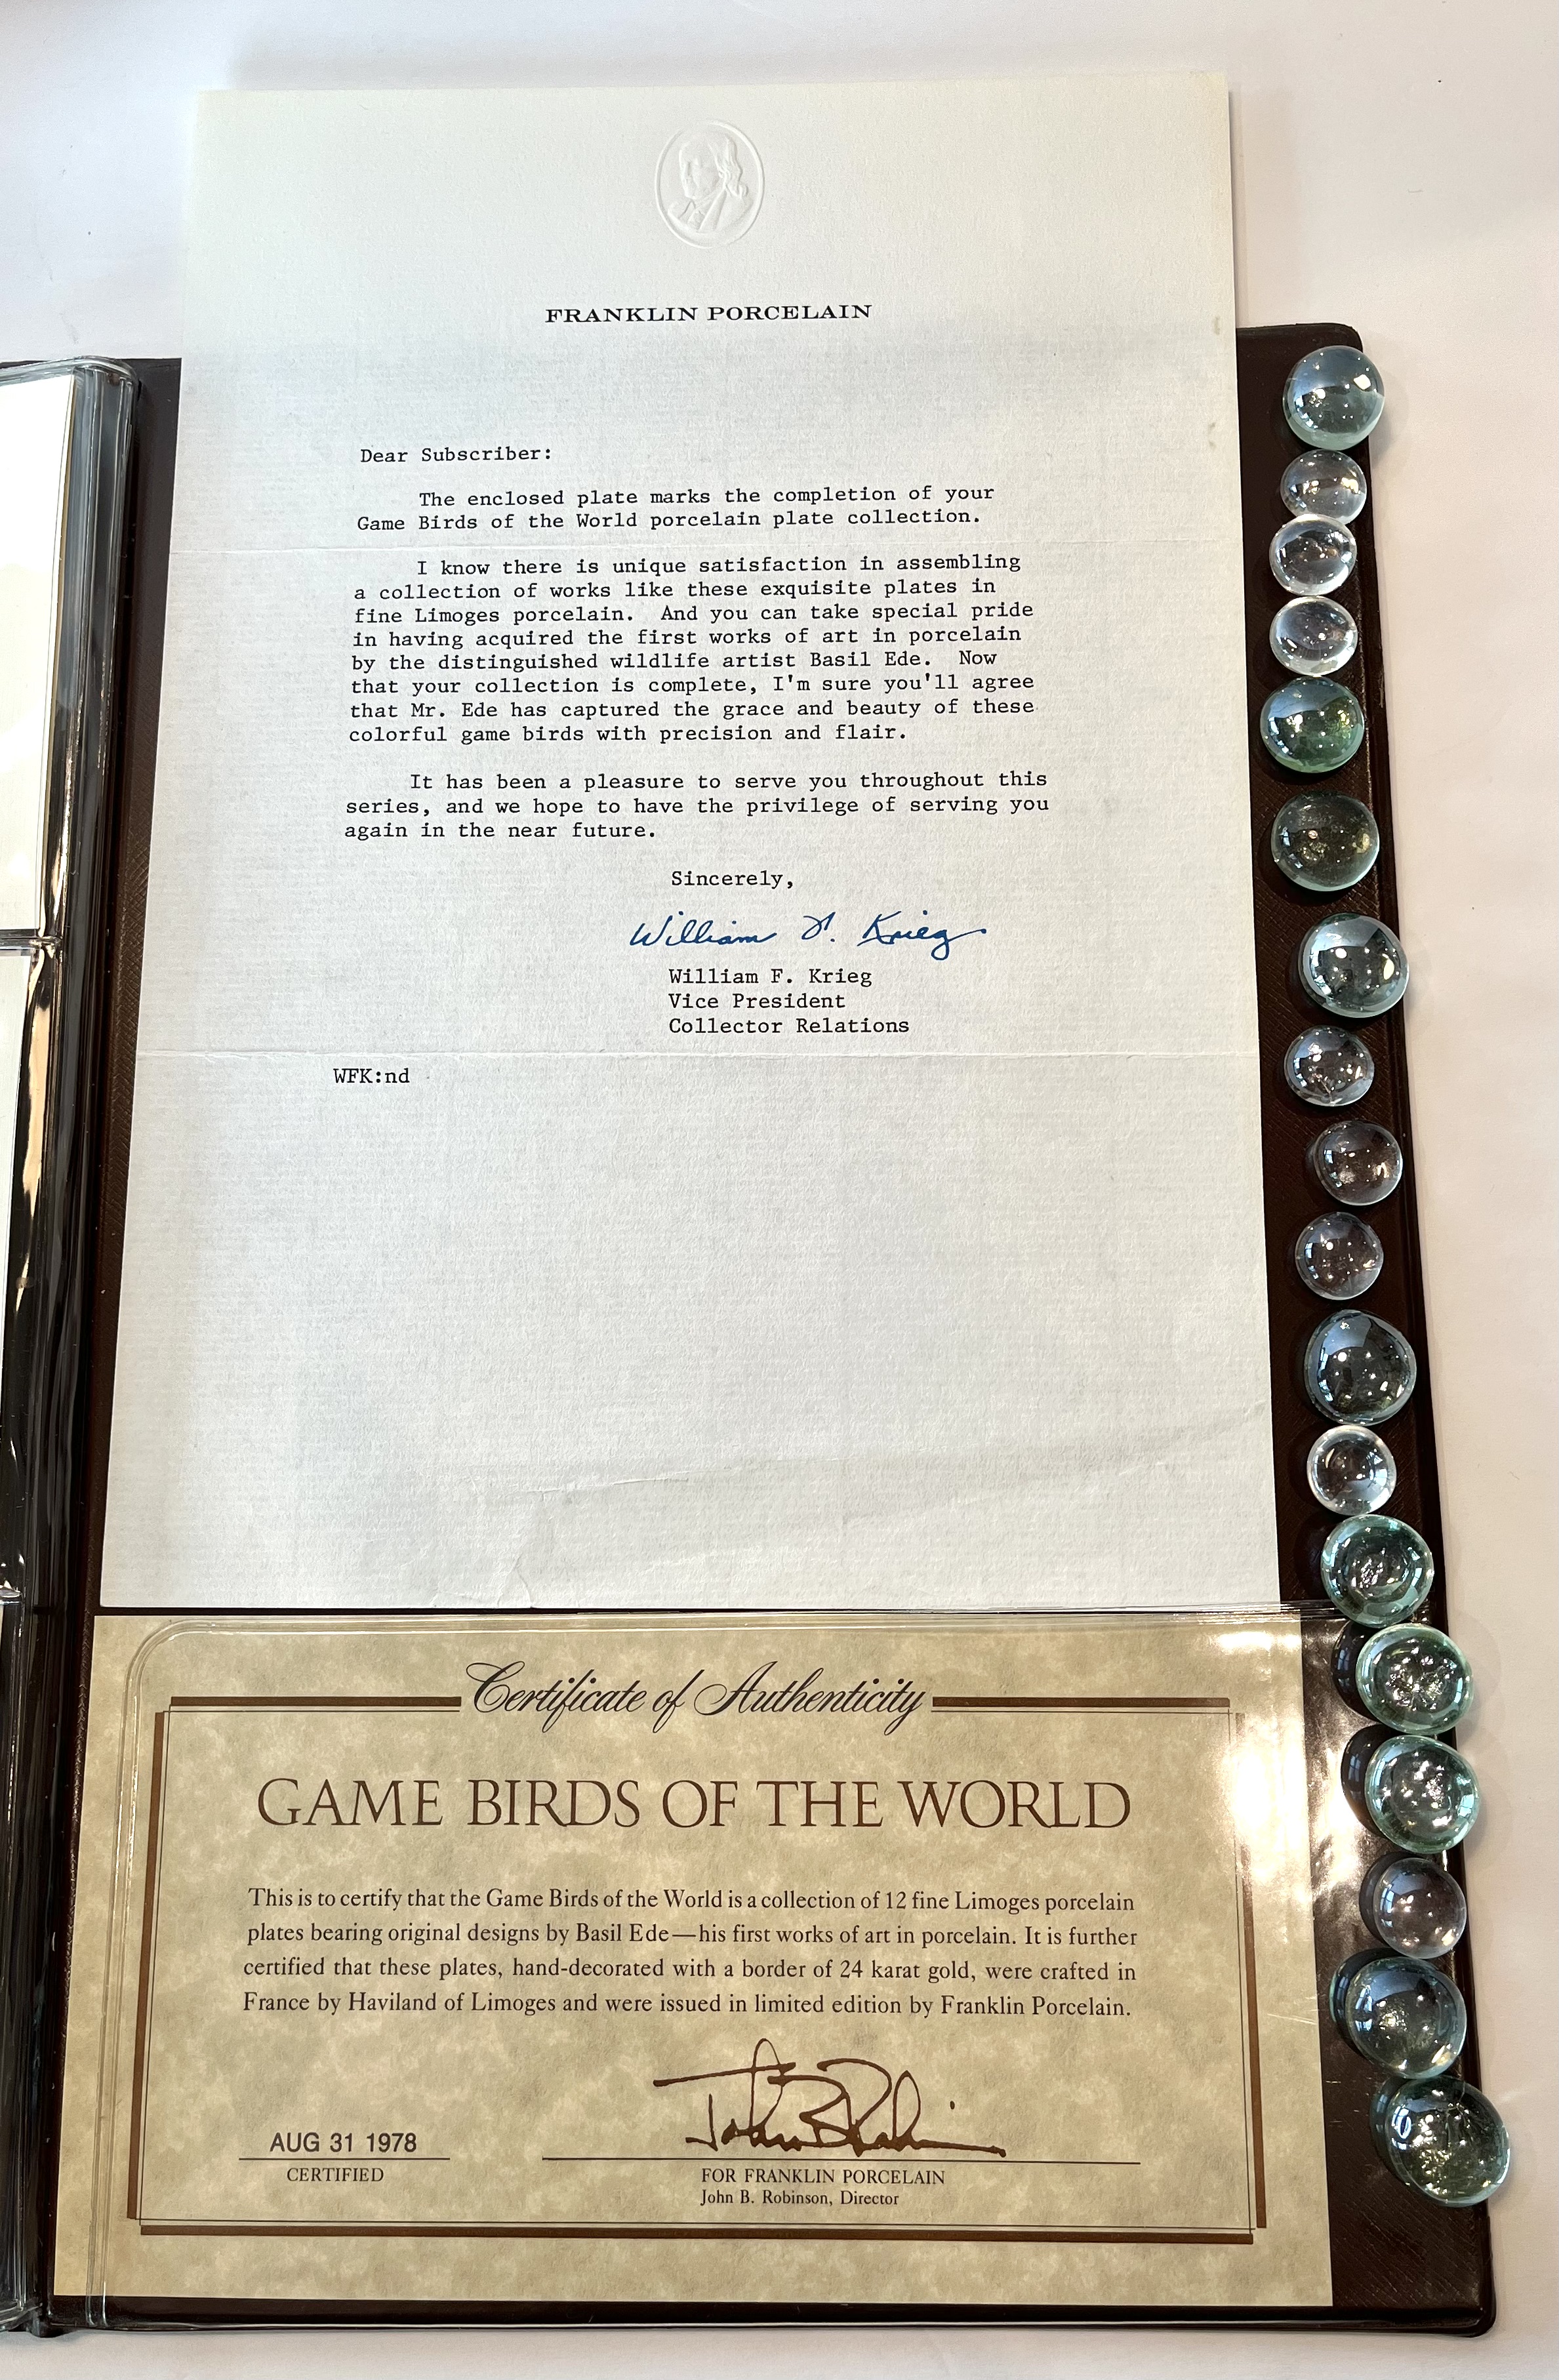 FRANKLIN PORCELAIN
Dear Subscriber:
The enclosed plate marks the completion of your
Game Birds of the World porcelain plate collection.
I know there is unique satisfaction in assembling
a collection of works like these exquisite plates in
fine Limoges porcelain. And you can take special pride
in having acquired the first works of art in porcelain
by the distinguished wildlife artist Basil Ede. Now
that your collection is complete, I'm sure you'll agree
that Mr. Ede has captured the grace and beauty of these
colorful game birds with precision and flair.
It has been a pleasure to serve you throughout this
series, and we hope to have the privilege of serving you
again in the near future.
Sincerely,
William F. Krieg
William F. Krieg
Vice President
Collector Relations
WFK:nd
Certificate of Authenticity
GAME BIRDS OF THE WORLD
This is to certify that the Game Birds of the World is a collection of 12 fine Limoges porcelain
plates bearing original designs by Basil Ede—his first works of art in porcelain. It is further
certified that these plates, hand-decorated with a border of 24 karat gold, were crafted in
France by Haviland of Limoges and were issued in limited edition by Franklin Porcelain.
John B Robinson
AUG 31 1978
CERTIFIED
FOR FRANKLIN PORCELAIN
John B. Robinson, Director